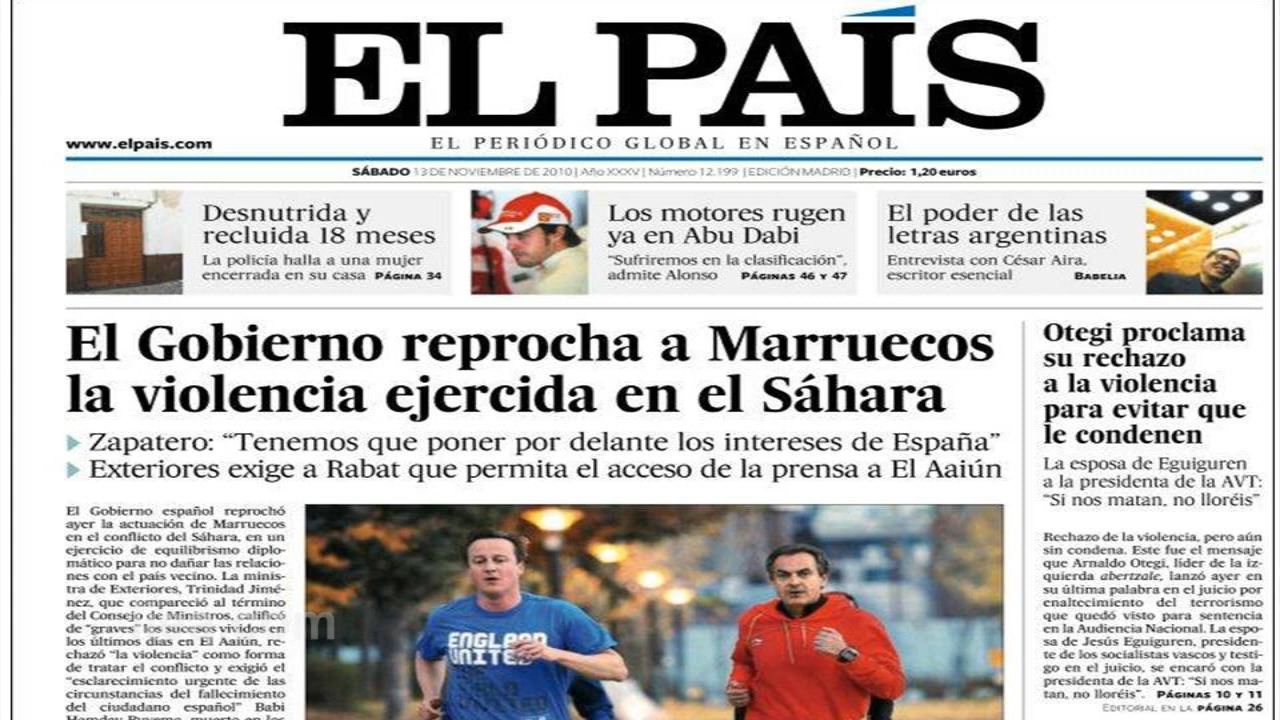 EL PAÍS
www.elpais.com
EL PERIÓDICO GLOBAL EN ESPAÑOL
SÁBADO 13 DE NOVIEMBRE DE 2010 | Año XXXV | Número 12.199 | EDICIÓN MADRID | Precio: 1,20 euros
Desnutrida y
recluida 18 meses
La policía halla a una mujer
encerrada en su casa PÁGINA 34
Los motores rugen
ya en Abu Dabi
“Sufriremos en la clasificación”,
admite Alonso PÁGINAS 46 Y 47
El poder de las
letras argentinas
Entrevista con César Aira,
escritor esencial BABELIA
El Gobierno reprocha a Marruecos
la violencia ejercida en el Sáhara
Zapatero: “Tenemos que poner por delante los intereses de España”
Exteriores exige a Rabat que permita el acceso de la prensa a El Aaiún
El Gobierno español reprochó
ayer la actuación de Marruecos
en el conflicto del Sáhara, en un
ejercicio de equilibrismo diplo-
mático para no dañar las relacio-
nes con el país vecino. La minis-
tra de Exteriores, Trinidad Jimé-
nez, que compareció al término
del Consejo de Ministros, calificó
de “graves” los sucesos vividos en
los últimos días en El Aaiún, re-
chazó “la violencia” como forma
de tratar el conflicto y exigió el
“esclarecimiento urgente de las
circunstancias del fallecimiento
del ciudadano español” Babi
ENGLAND
UNITED
Otegi proclama
su rechazo
a la violencia
para evitar que
le condenen
La esposa de Eguiguren
a la presidenta de la AVT:
“Si nos matan, no lloréis”
Rechazo de la violencia, pero aún
sin condena. Este fue el mensaje
que Arnaldo Otegi, líder de la iz-
quierda abertzale, lanzó ayer en
su última palabra en el juicio por
enaltecimiento del terrorismo
que quedó visto para sentencia
en la Audiencia Nacional. La espo-
sa de Jesús Eguiguren, presiden-
te de los socialistas vascos y testi-
go en el juicio, se encaró con la
presidenta de la AVT: “Si nos ma-
tan, no lloréis”. PÁGINAS 10 Y 11
EDITORIAL EN LA PÁGINA 26